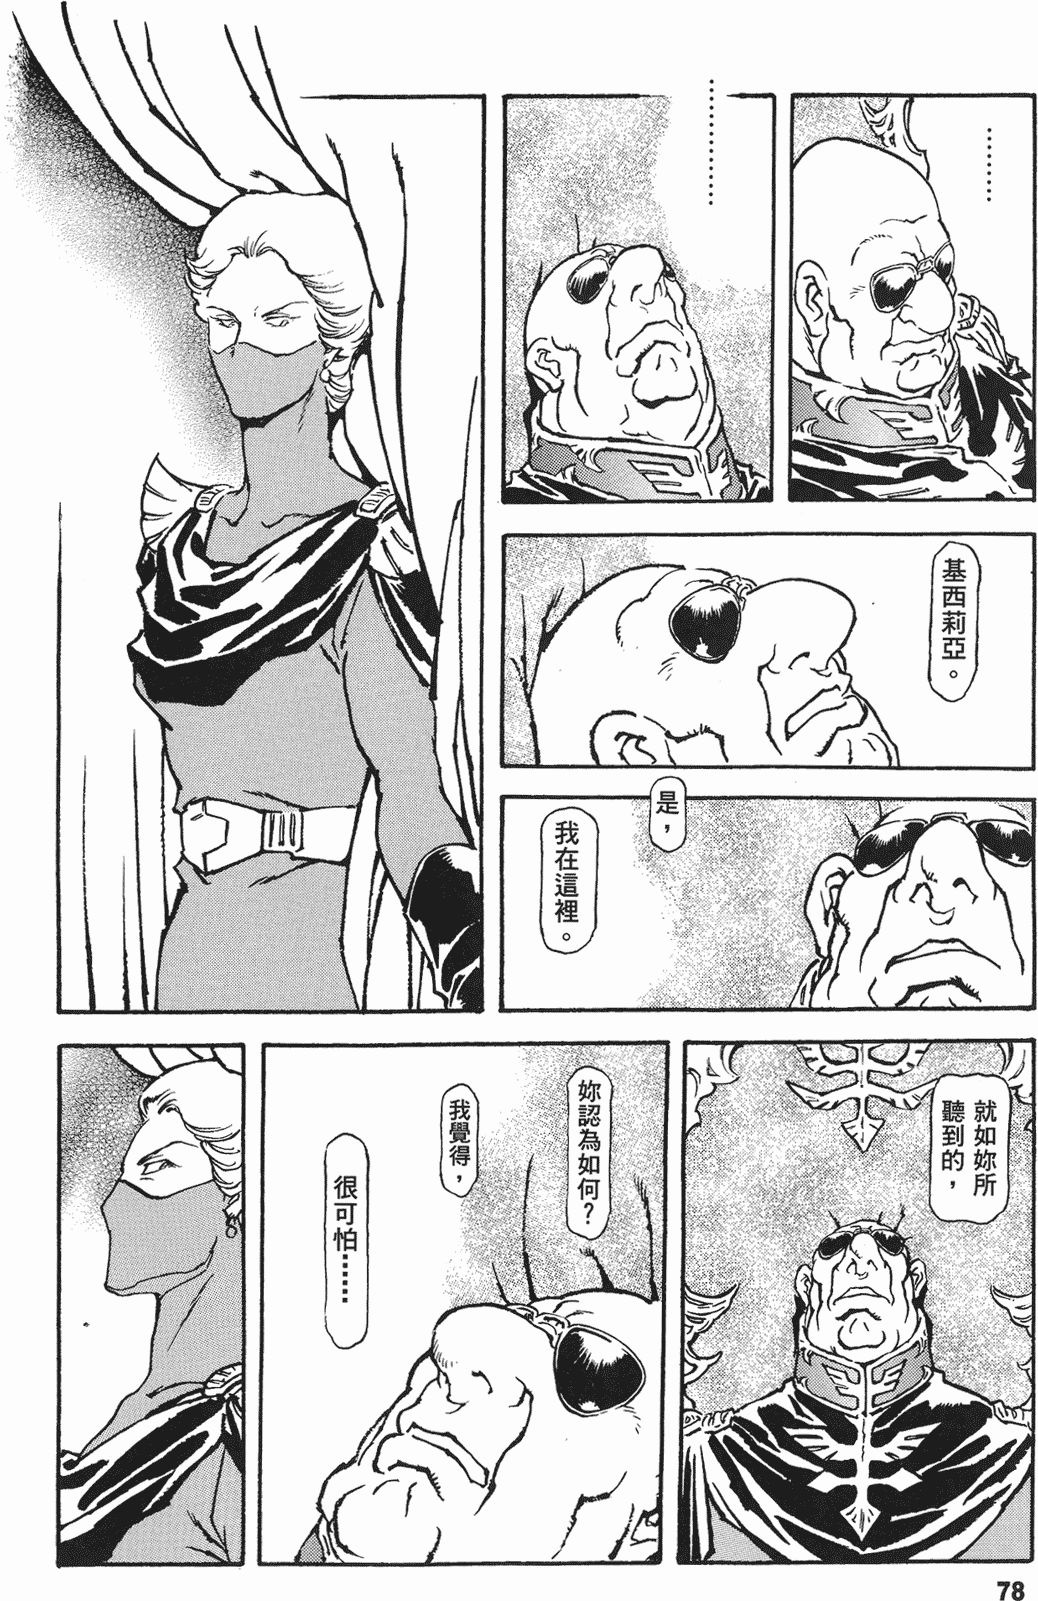 …………
………………
基西莉亞。
是，
我在這裡。
就如妳所
聽到的，
妳認為如何？
我覺得，
很可怕……
78